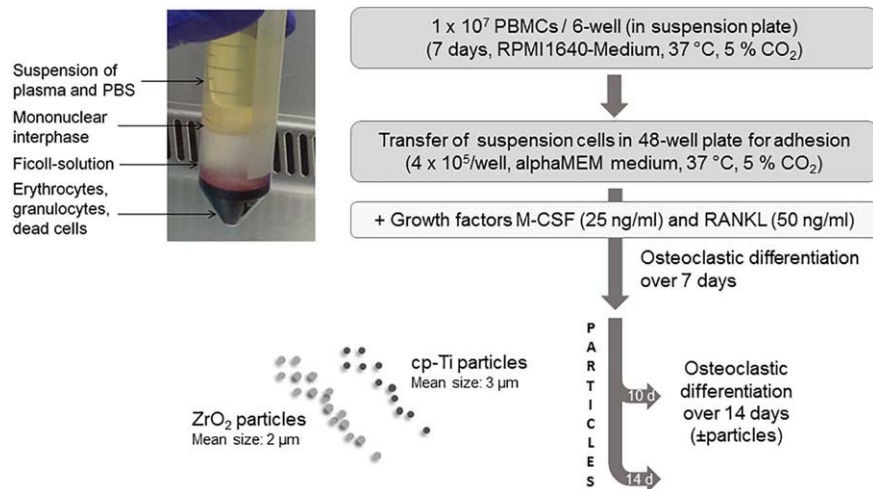 Suspension of
plasma and PBS
Mononuclear
interphase
Ficoll-solution
Erythrocytes,
granulocytes,
dead cells
1 x 10⁷ PBMCs / 6-well (in suspension plate)
(7 days, RPMI1640-Medium, 37 °C, 5 % CO₂)
Transfer of suspension cells in 48-well plate for adhesion
(4 x 10⁵/well, alphaMEM medium, 37 °C, 5 % CO₂)
+ Growth factors M-CSF (25 ng/ml) and RANKL (50 ng/ml)
Osteoclastic differentiation
over 7 days
PARTICLES
10 d
14 d
Osteoclastic
differentiation
over 14 days
(±particles)
cp-Ti particles
Mean size: 3 µm
ZrO₂ particles
Mean size: 2 µm